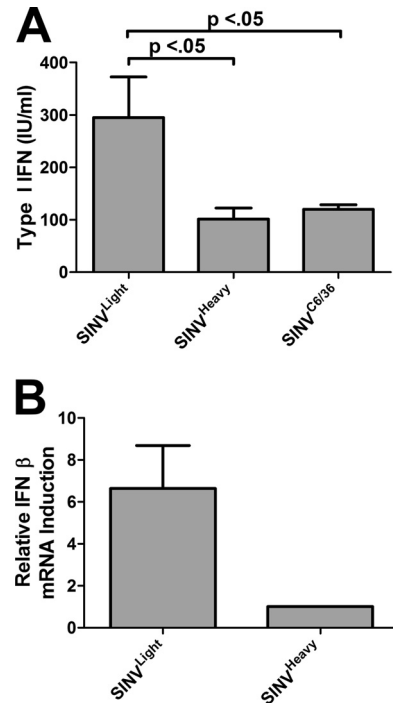 A
p <.05
p <.05
Type I IFN (IU/ml)
400
300
200
100
0
SINV^Light
SINV^Heavy
SINV^C6/36
B
Relative IFN β
mRNA Induction
10
8
6
4
2
0
SINV^Light
SINV^Heavy